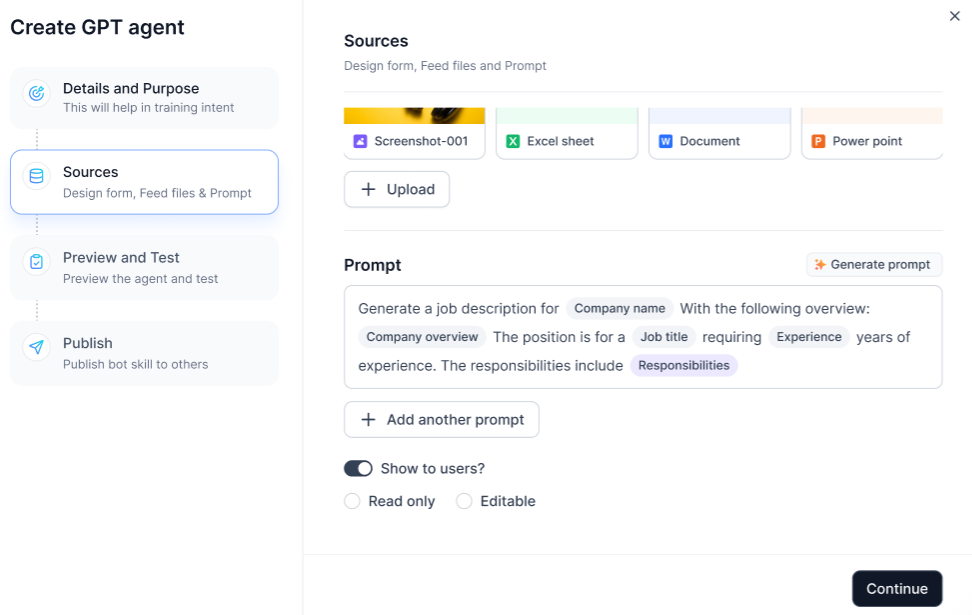 Create GPT agent
Details and Purpose
This will help in training intent
Sources
Design form, Feed files & Prompt
Preview and Test
Preview the agent and test
Publish
Publish bot skill to others
Sources
Design form, Feed files and Prompt
Screenshot-001
Excel sheet
Document
Power point
Upload
Prompt
Generate prompt
Generate a job description for Company name With the following overview:
Company overview The position is for a Job title requiring Experience years of
experience. The responsibilities include Responsibilities
Add another prompt
Show to users?
Read only
Editable
Continue